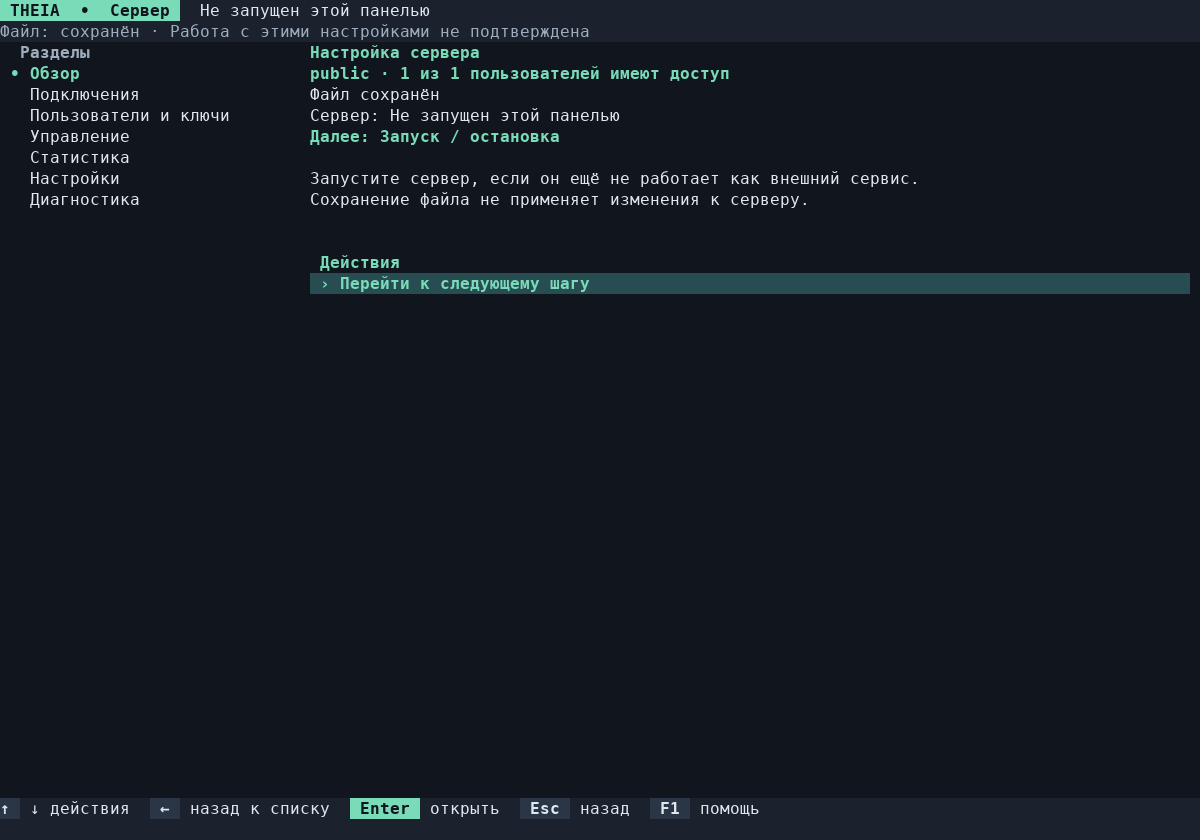 THEIA • Сервер Не запущен этой панелью
Файл: сохранён · Работа с этими настройками не подтверждена
Разделы
• Обзор
Подключения
Пользователи и ключи
Управление
Статистика
Настройки
Диагностика
Настройка сервера
public · 1 из 1 пользователей имеют доступ
Файл сохранён
Сервер: Не запущен этой панелью
Далее: Запуск / остановка
Запустите сервер, если он ещё не работает как внешний сервис.
Сохранение файла не применяет изменения к серверу.
Действия
› Перейти к следующему шагу
↑ ↓ действия ← назад к списку Enter открыть Esc назад F1 помощь